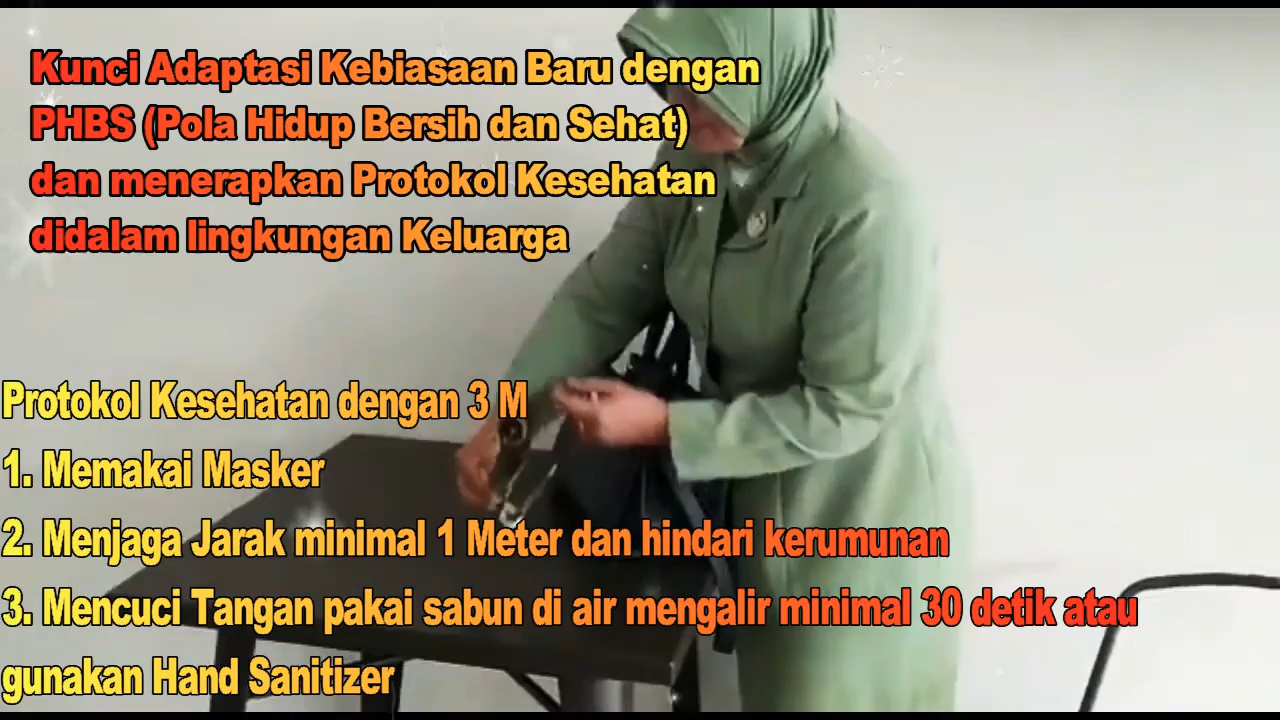 Kunci Adaptasi Kebiasaan Baru dengan
PHBS (Pola Hidup Bersih dan Sehat)
dan menerapkan Protokol Kesehatan
didalam lingkungan Keluarga
Protokol Kesehatan dengan 3 M
1. Memakai Masker
2. Menjaga Jarak minimal 1 Meter dan hindari kerumunan
3. Mencuci Tangan pakai sabun di air mengalir minimal 30 detik atau
gunakan Hand Sanitizer